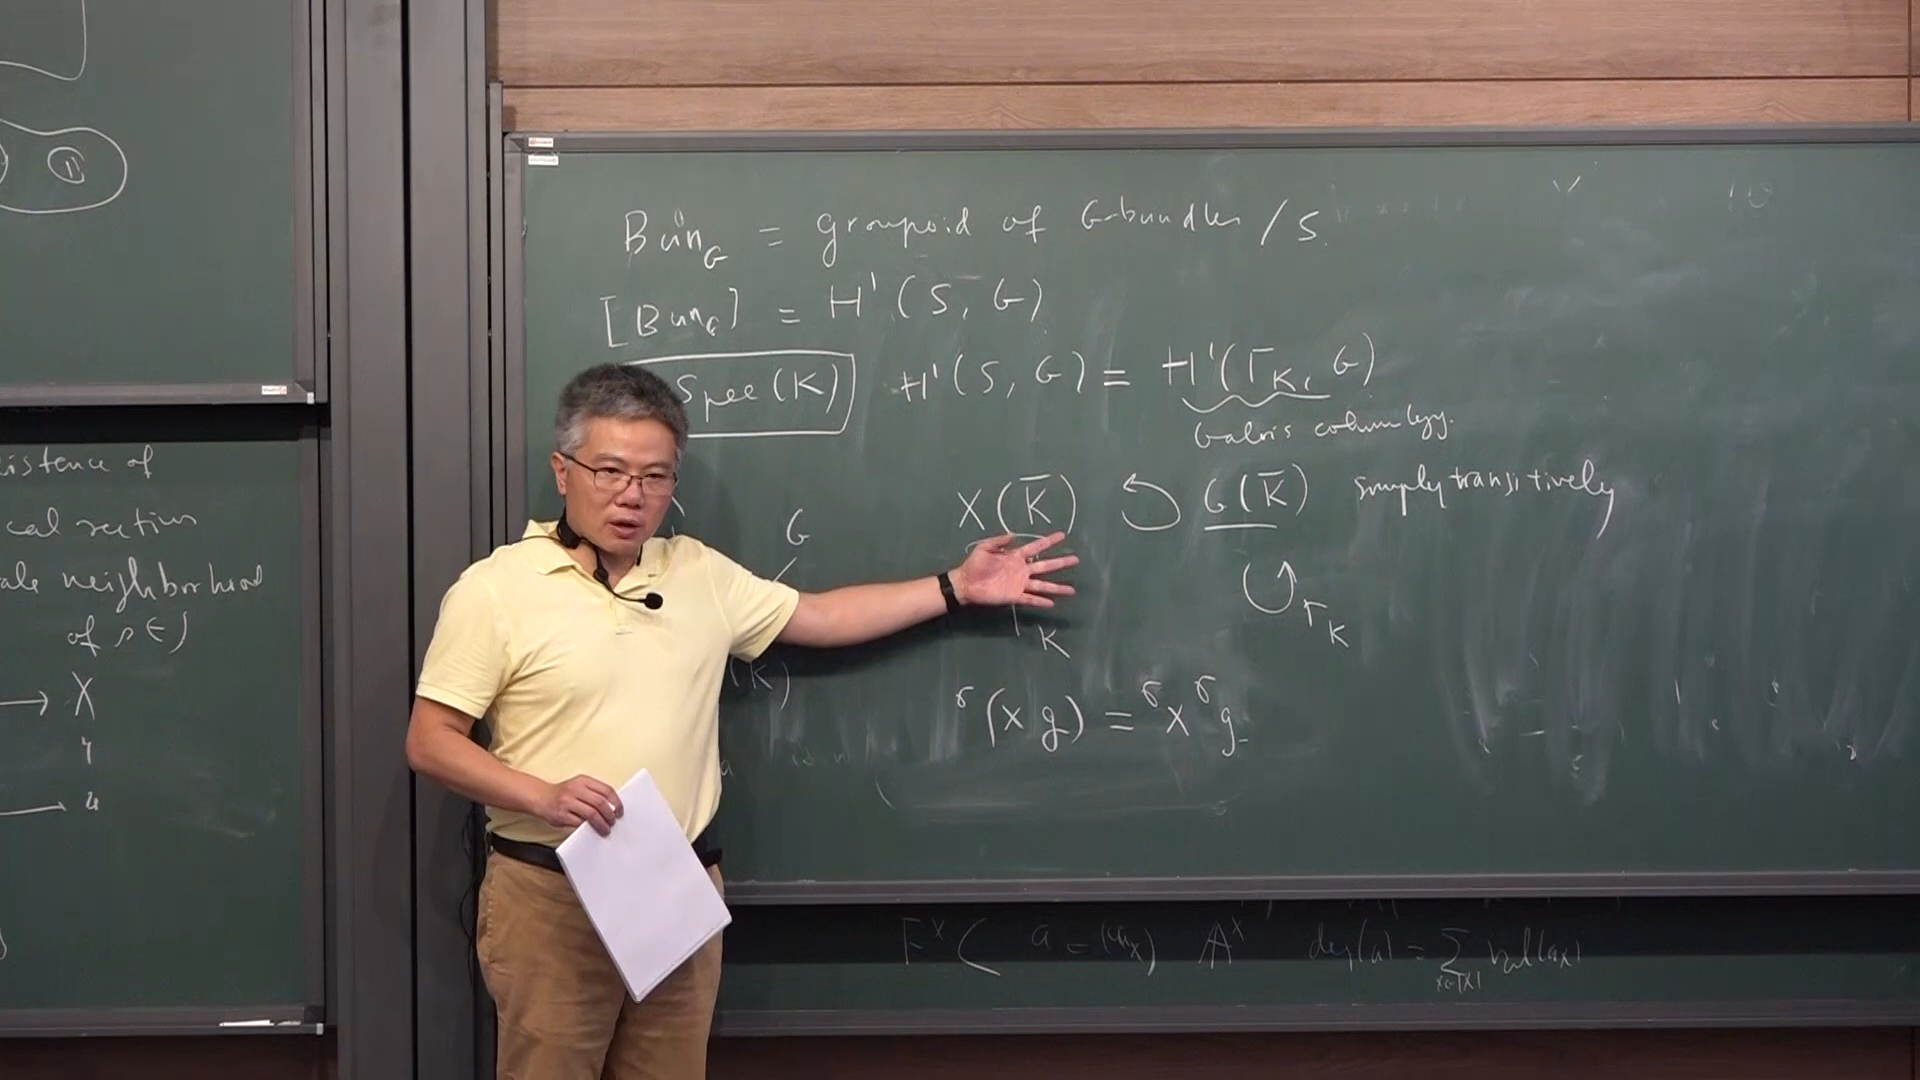 istence of
cal section
ale neighborhood
of s ∈ S
→ X
Bun_G = groupoid of G-bundles / S.
[Bun_G] = H¹(S, G)
Spec(K) H¹(S, G) = H¹(Γ_K, G)
Galois cohomology.
X(K̄) ↺ G(K̄) simply transitively
G
↺ Γ_K
K
(K)
σ(x g) = σx σg
F^× ( a = (a_x) A^× deg(a) = ∑_{x∈|X|} val(a_x)